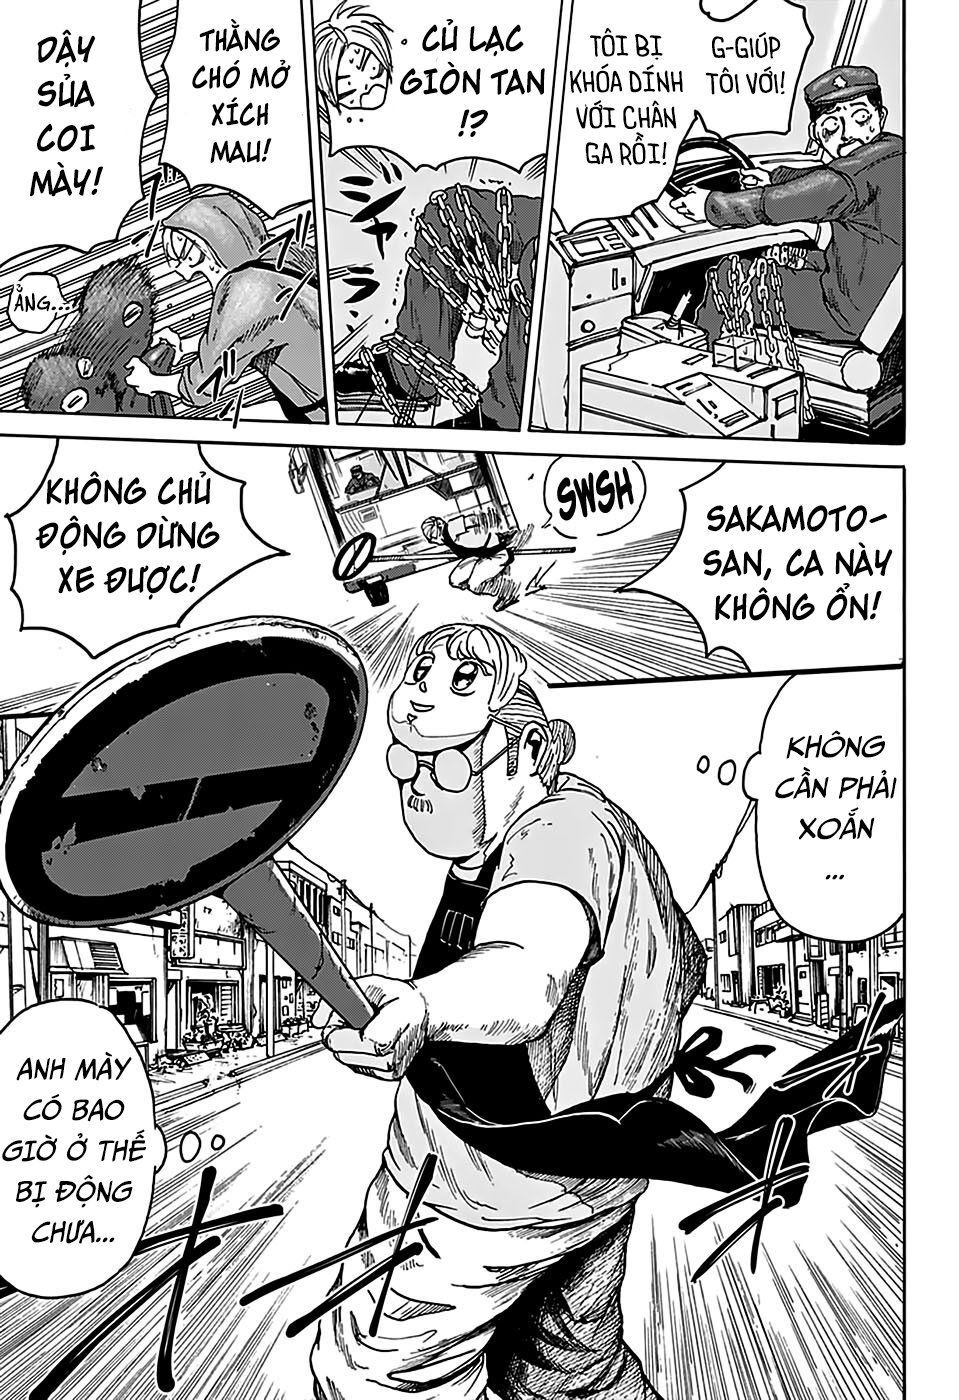 G-GIÚP
TÔI VỚI!
TÔI BỊ
KHÓA DÍNH
VỚI CHÂN
GA RỒI!
CỦ LẠC
GIÒN TAN
!?
THẰNG
CHÓ MỞ
XÍCH
MAU!
DẬY
SỦA
COI
MÀY!
ẲNG...
SWSH
SAKAMOTO-
SAN, CA NÀY
KHÔNG ỔN!
KHÔNG CHỦ
ĐỘNG DỪNG
XE ĐƯỢC!
KHÔNG
CẦN PHẢI
XOẮN
...
ANH MÀY
CÓ BAO
GIỜ Ở THẾ
BỊ ĐỘNG
CHƯA...